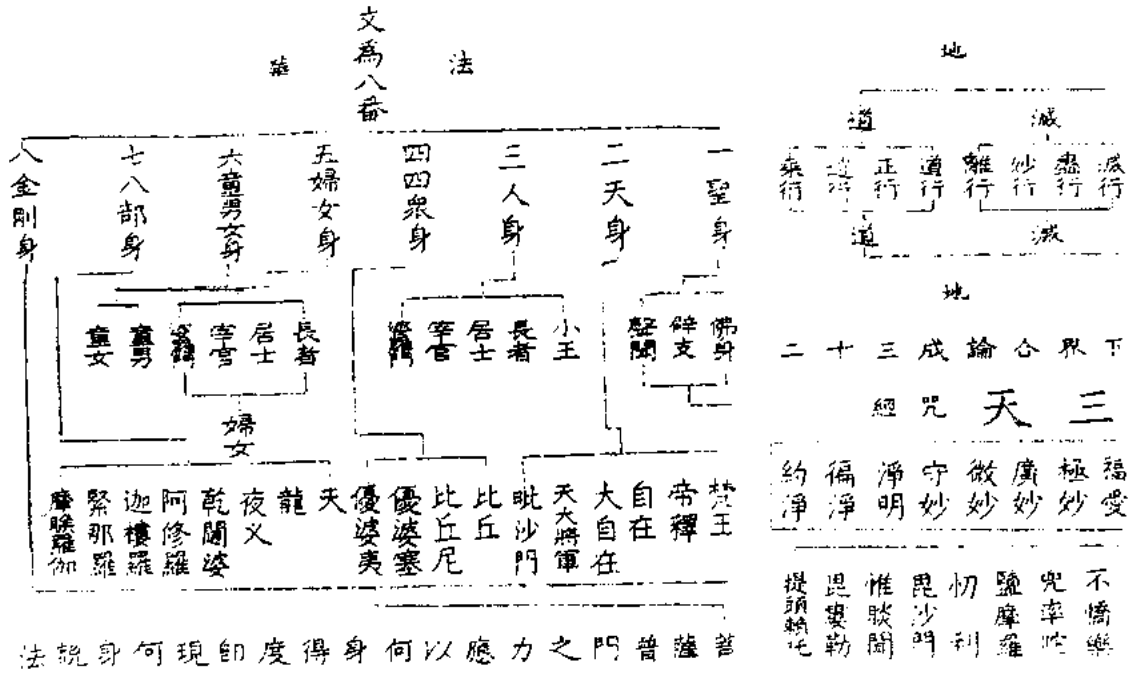 地
滅
道
滅行
盡行
妙行
離行
道行
正行
乘行
滅
道
地
下界合論成三十二
三天咒經
福愛
極妙
廣妙
微妙
守妙
淨明
徧淨
約淨
不憍樂
兜率陀
鹽摩羅
忉利
毘沙門
惟睒聞
毘婁勒
提頭賴吒
法華
文為八番
一聖身
二天身
三人身
四四眾身
五婦女身
六童男女身
七八部身
八金剛身
佛身
辟支
聲聞
小王
長者
居士
宰官
婆羅門
長者
居士
宰官
婆羅門
童男
童女
婦女
梵王
帝釋
自在
大自在
天大將軍
毗沙門
比丘
比丘尼
優婆塞
優婆夷
天
龍
夜叉
乾闥婆
阿修羅
迦樓羅
緊那羅
摩睺羅伽
菩薩普門之力應以何身得度即現何身說法